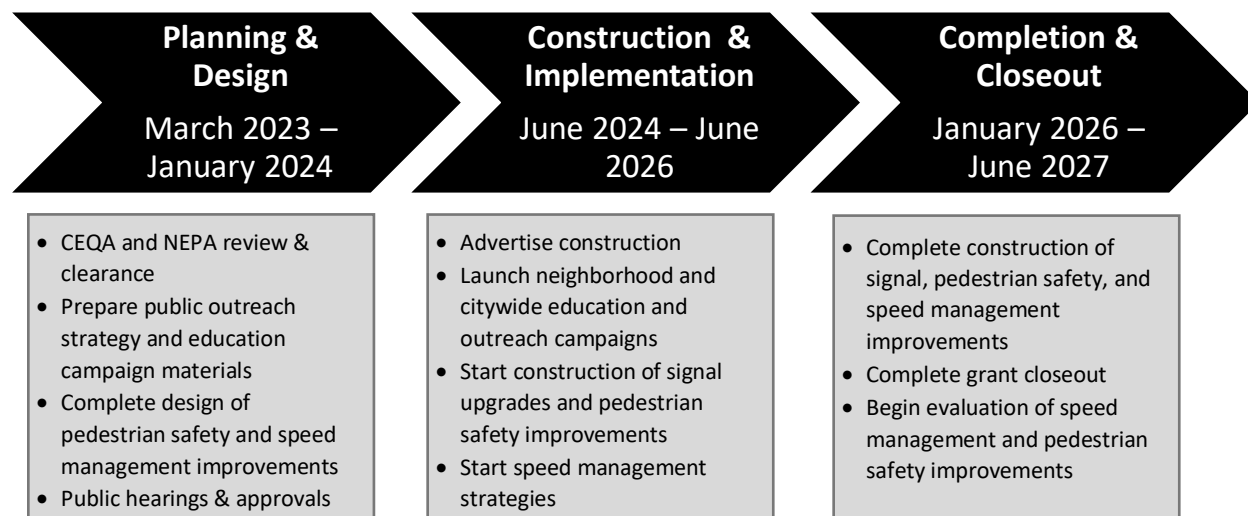 Planning &
Design
March 2023 –
January 2024
Construction & 
Implementation
June 2024 – June
2026
Completion &
Closeout
January 2026 –
June 2027
• CEQA and NEPA review &
clearance
• Prepare public outreach
strategy and education
campaign materials
• Complete design of
pedestrian safety and speed
management improvements
• Public hearings & approvals
• Advertise construction
• Launch neighborhood and
citywide education and
outreach campaigns
• Start construction of signal
upgrades and pedestrian
safety improvements
• Start speed management
strategies
• Complete construction of
signal, pedestrian safety, and
speed management
improvements
• Complete grant closeout
• Begin evaluation of speed
management and pedestrian
safety improvements